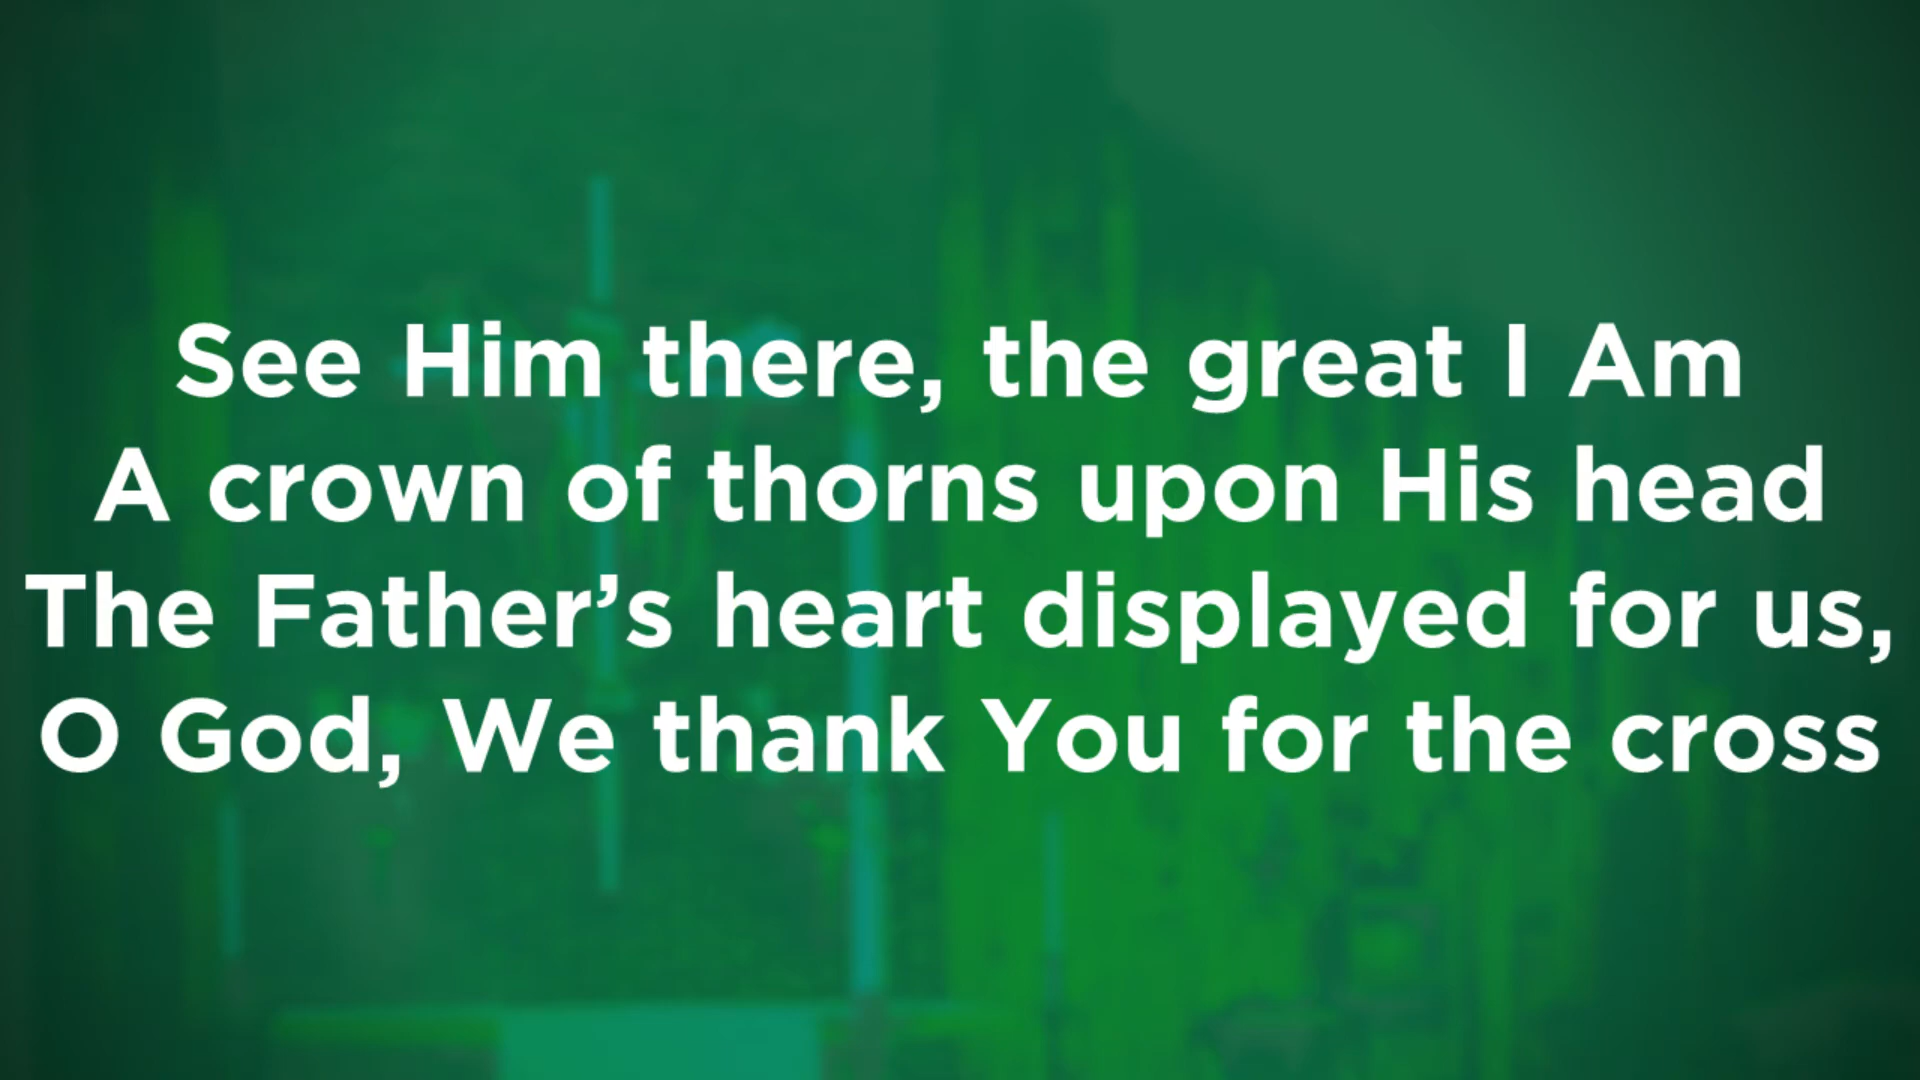 See Him there, the great I Am
A crown of thorns upon His head
The Father’s heart displayed for us,
O God, We thank You for the cross